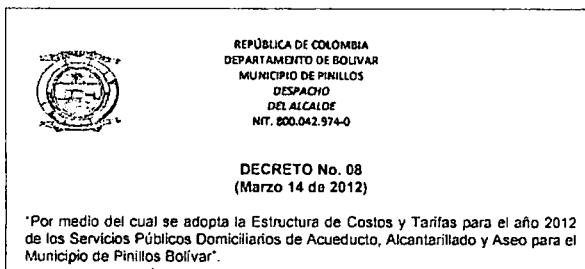 REPÚBLICA DE COLOMBIA
DEPARTAMENTO DE BOLIVAR
MUNICIPIO DE PINILLOS
DESPACHO
DEL ALCALDE
NIT. 800.042.974-0
DECRETO No. 08
(Marzo 14 de 2012)
"Por medio del cual se adopta la Estructura de Costos y Tarifas para el año 2012
de los Servicios Públicos Domiciliarios de Acueducto, Alcantarillado y Aseo para el
Municipio de Pinillos Bolívar".